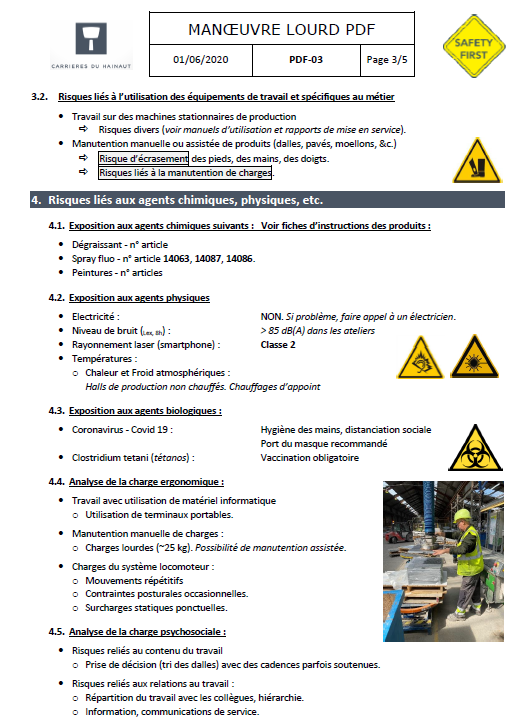 CARRIERES DU HAINAUT
MANŒUVRE LOURD PDF
01/06/2020 PDF-03 Page 3/5
SAFETY
FIRST
3.2. Risques liés à l'utilisation des équipements de travail et spécifiques au métier
• Travail sur des machines stationnaires de production
⇨ Risques divers (voir manuels d'utilisation et rapports de mise en service).
• Manutention manuelle ou assistée de produits (dalles, pavés, moellons, &c.)
⇨ Risque d'écrasement des pieds, des mains, des doigts.
⇨ Risques liés à la manutention de charges.
4. Risques liés aux agents chimiques, physiques, etc.
4.1. Exposition aux agents chimiques suivants : Voir fiches d'instructions des produits :
• Dégraissant - n° article
• Spray fluo - n° article 14063, 14087, 14086.
• Peintures - n° articles
4.2. Exposition aux agents physiques
• Electricité : NON. Si problème, faire appel à un électricien.
• Niveau de bruit (Lex, 8h) : > 85 dB(A) dans les ateliers
• Rayonnement laser (smartphone) : Classe 2
• Températures :
o Chaleur et Froid atmosphériques :
Halls de production non chauffés. Chauffages d'appoint
4.3. Exposition aux agents biologiques :
• Coronavirus - Covid 19 : Hygiène des mains, distanciation sociale
Port du masque recommandé
• Clostridium tetani (tétanos) : Vaccination obligatoire
4.4. Analyse de la charge ergonomique :
• Travail avec utilisation de matériel informatique
o Utilisation de terminaux portables.
• Manutention manuelle de charges :
o Charges lourdes (~25 kg). Possibilité de manutention assistée.
• Charges du système locomoteur :
o Mouvements répétitifs
o Contraintes posturales occasionnelles.
o Surcharges statiques ponctuelles.
4.5. Analyse de la charge psychosociale :
• Risques reliés au contenu du travail
o Prise de décision (tri des dalles) avec des cadences parfois soutenues.
• Risques reliés aux relations au travail :
o Répartition du travail avec les collègues, hiérarchie.
o Information, communications de service.